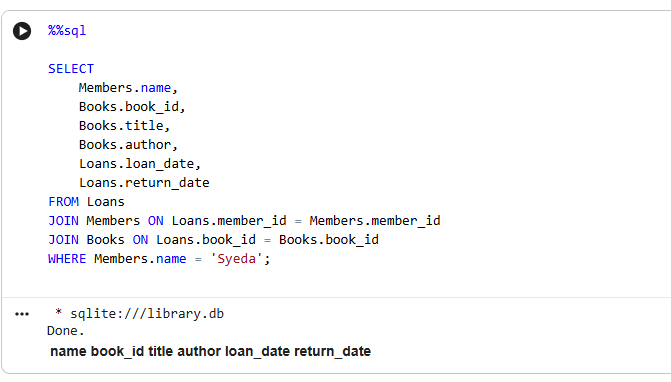 %%sql
SELECT
Members.name,
Books.book_id,
Books.title,
Books.author,
Loans.loan_date,
Loans.return_date
FROM Loans
JOIN Members ON Loans.member_id = Members.member_id
JOIN Books ON Loans.book_id = Books.book_id
WHERE Members.name = 'Syeda';
* sqlite:///library.db
Done.
name book_id title author loan_date return_date